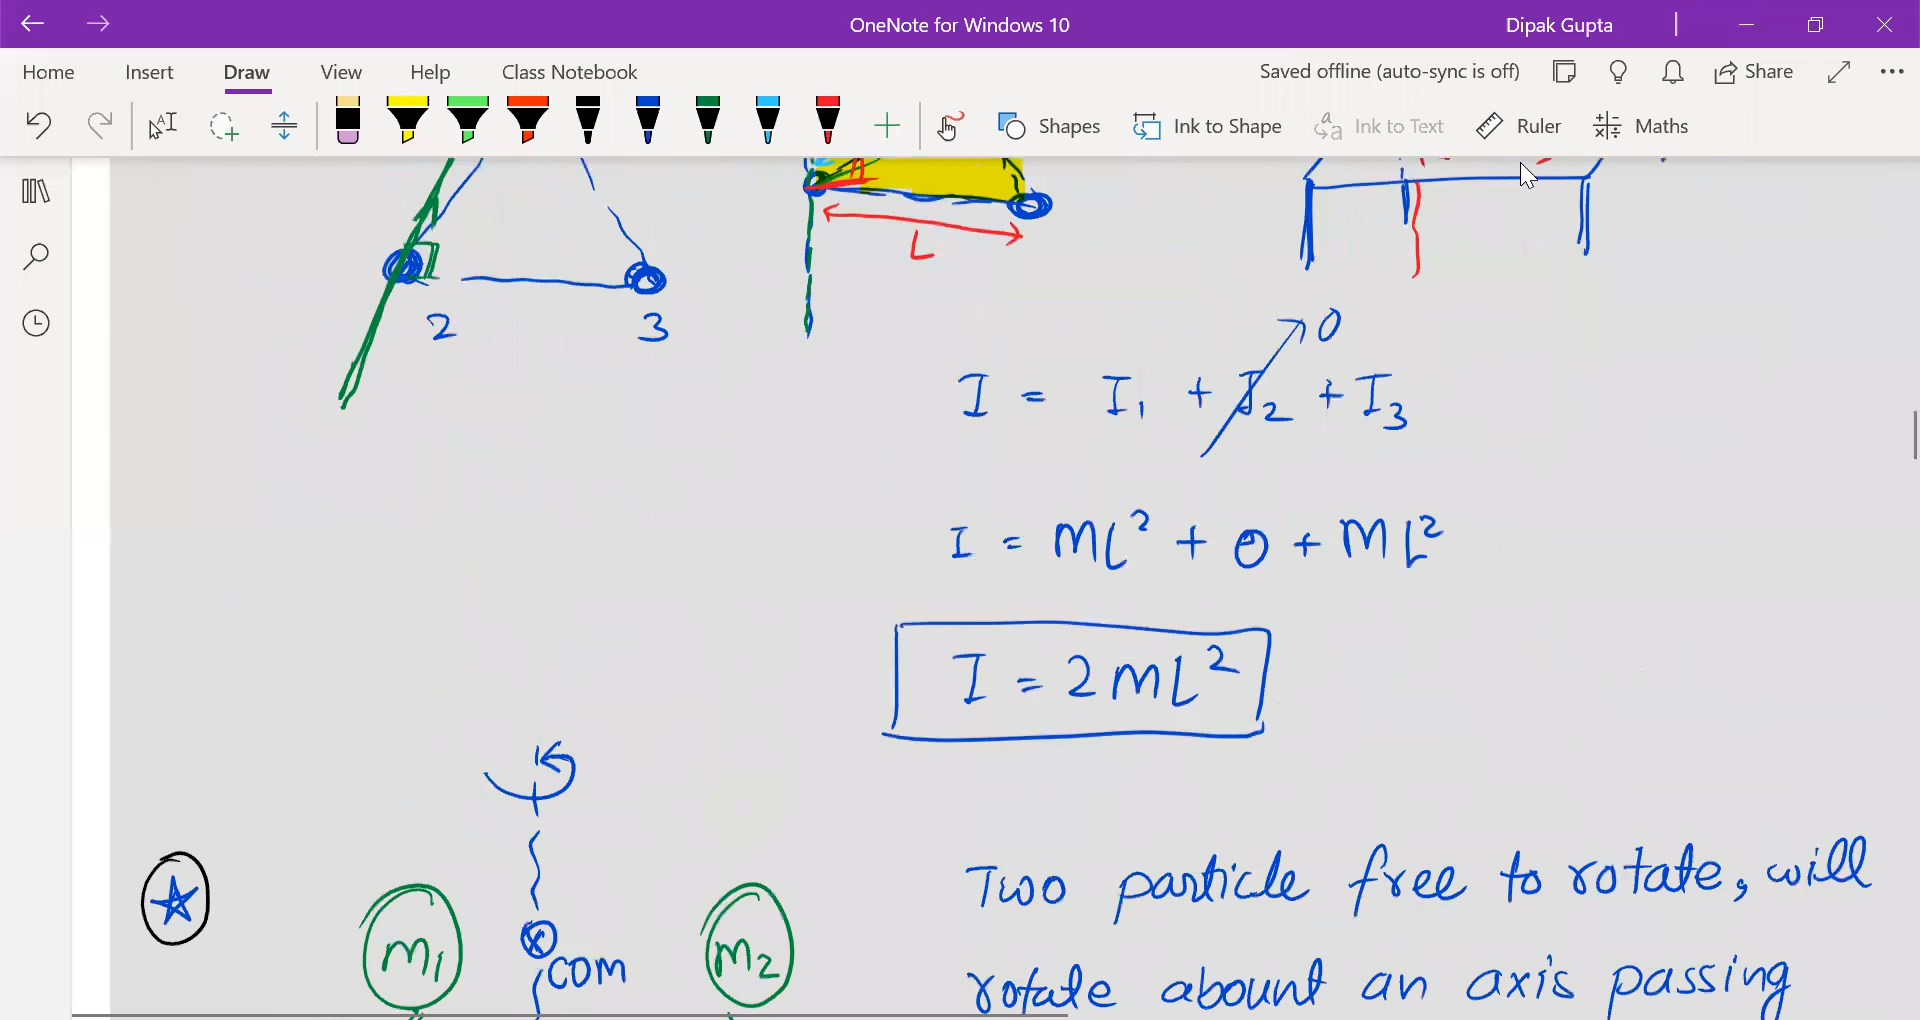 OneNote for Windows 10
Dipak Gupta
Home Insert Draw View Help Class Notebook
Saved offline (auto-sync is off) Share
Shapes Ink to Shape Ink to Text Ruler Maths
L
2 3
0
I = I₁ + I₂ + I₃
I = ML² + 0 + ML²
I = 2ML²
Two particle free to rotate, will
m₁ m₂
COM
rotate abount an axis passing